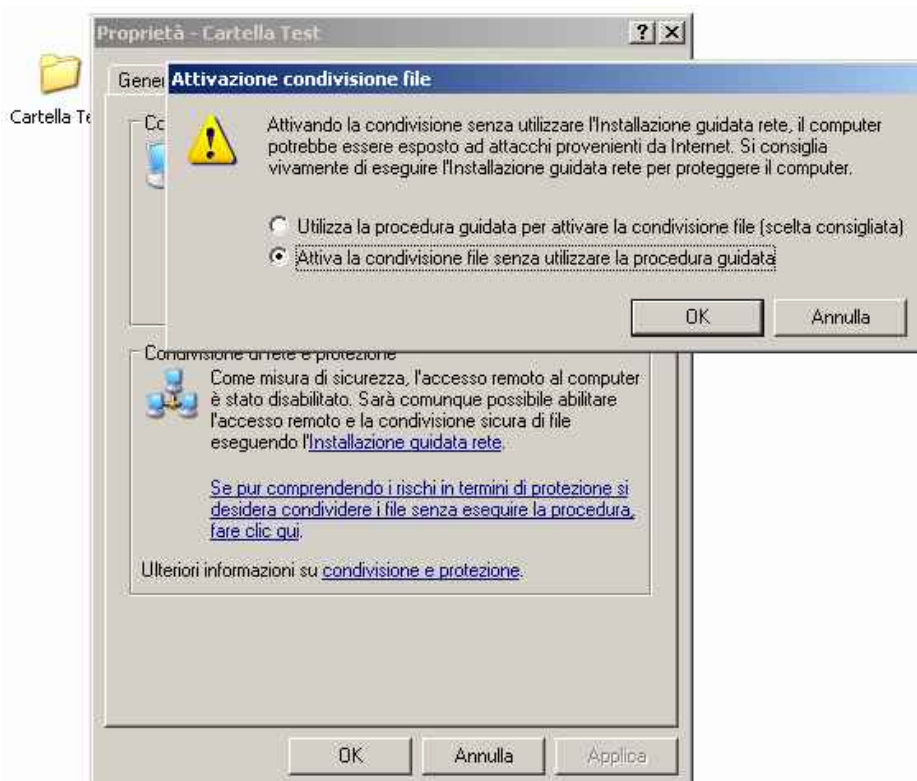 Proprietà - Cartella Test
Cartella Te
Gener
Attivazione condivisione file
Co
Attivando la condivisione senza utilizzare l'Installazione guidata rete, il computer
potrebbe essere esposto ad attacchi provenienti da Internet. Si consiglia
vivamente di eseguire l'Installazione guidata rete per proteggere il computer.
Utilizza la procedura guidata per attivare la condivisione file (scelta consigliata)
Attiva la condivisione file senza utilizzare la procedura guidata
OK Annulla
Condivisione di rete e protezione
Come misura di sicurezza, l'accesso remoto al computer
è stato disabilitato. Sarà comunque possibile abilitare
l'accesso remoto e la condivisione sicura di file
eseguendo l'Installazione guidata rete.
Se pur comprendendo i rischi in termini di protezione si
desidera condividere i file senza eseguire la procedura,
fare clic qui.
Ulteriori informazioni su condivisione e protezione.
OK Annulla Applica